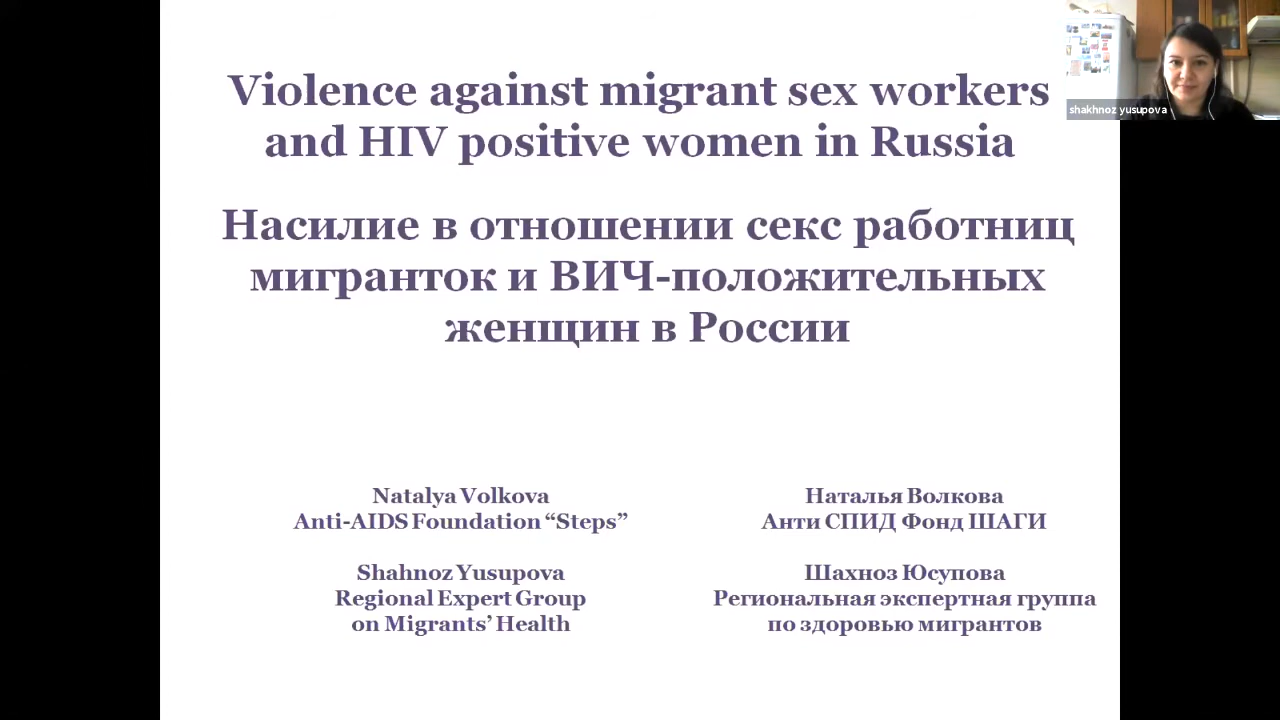 Violence against migrant sex workers
and HIV positive women in Russia
shakhnoz yusupova
Насилие в отношении секс работниц
мигранток и ВИЧ-положительных
женщин в России
Natalya Volkova
Anti-AIDS Foundation “Steps”
Shahnoz Yusupova
Regional Expert Group
on Migrants’ Health
Наталья Волкова
Анти СПИД Фонд ШАГИ
Шахноз Юсупова
Региональная экспертная группа
по здоровью мигрантов